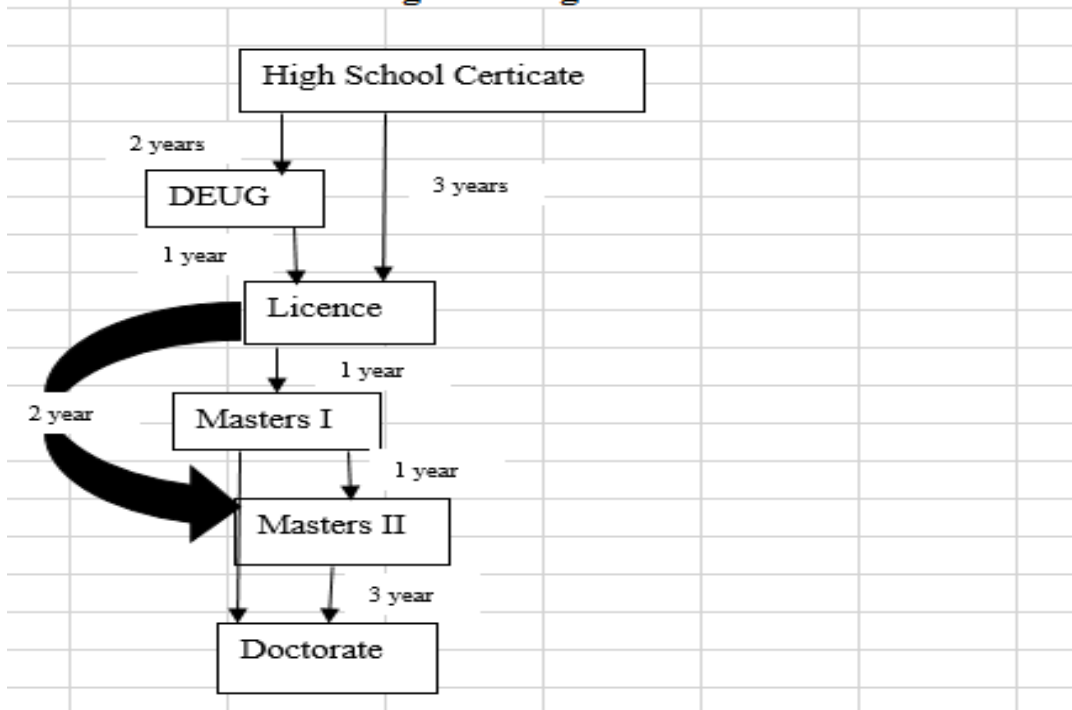 High School Certicate
2 years
DEUG
3 years
1 year
Licence
1 year
2 year
Masters I
1 year
Masters II
3 year
Doctorate